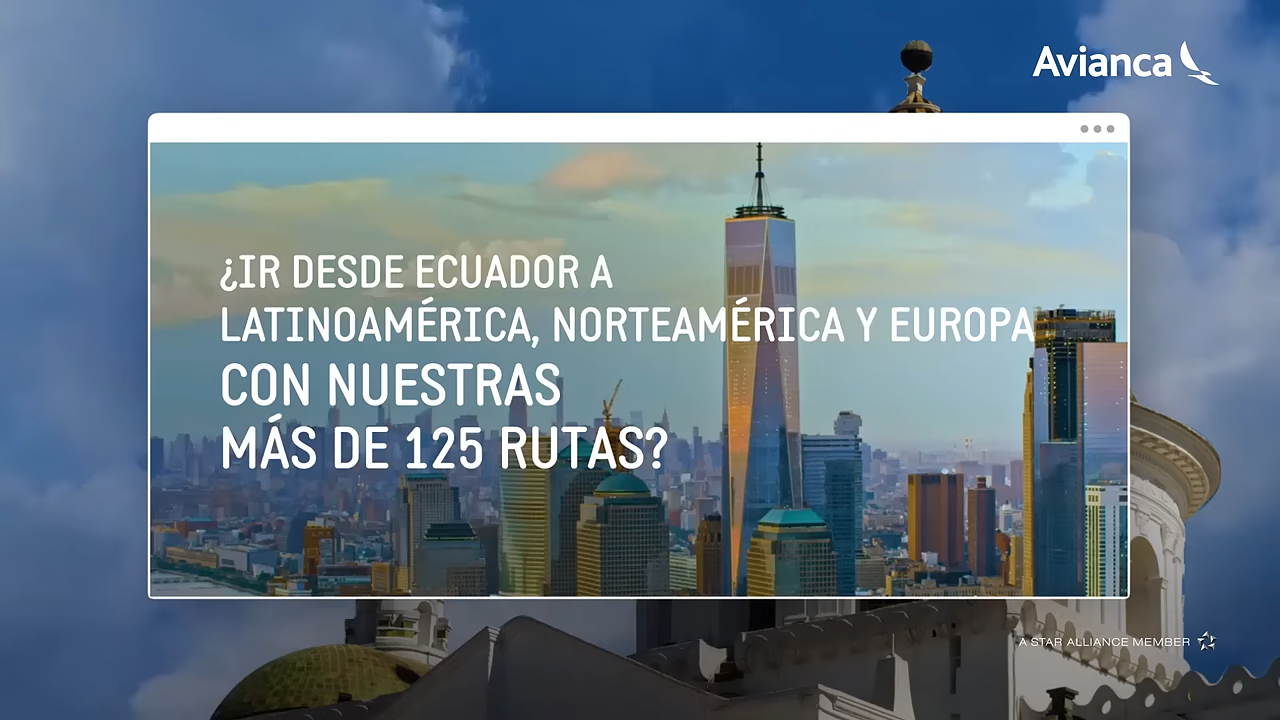 Avianca
¿IR DESDE ECUADOR A
LATINOAMÉRICA, NORTEAMÉRICA Y EUROPA
CON NUESTRAS
MÁS DE 125 RUTAS?
A STAR ALLIANCE MEMBER